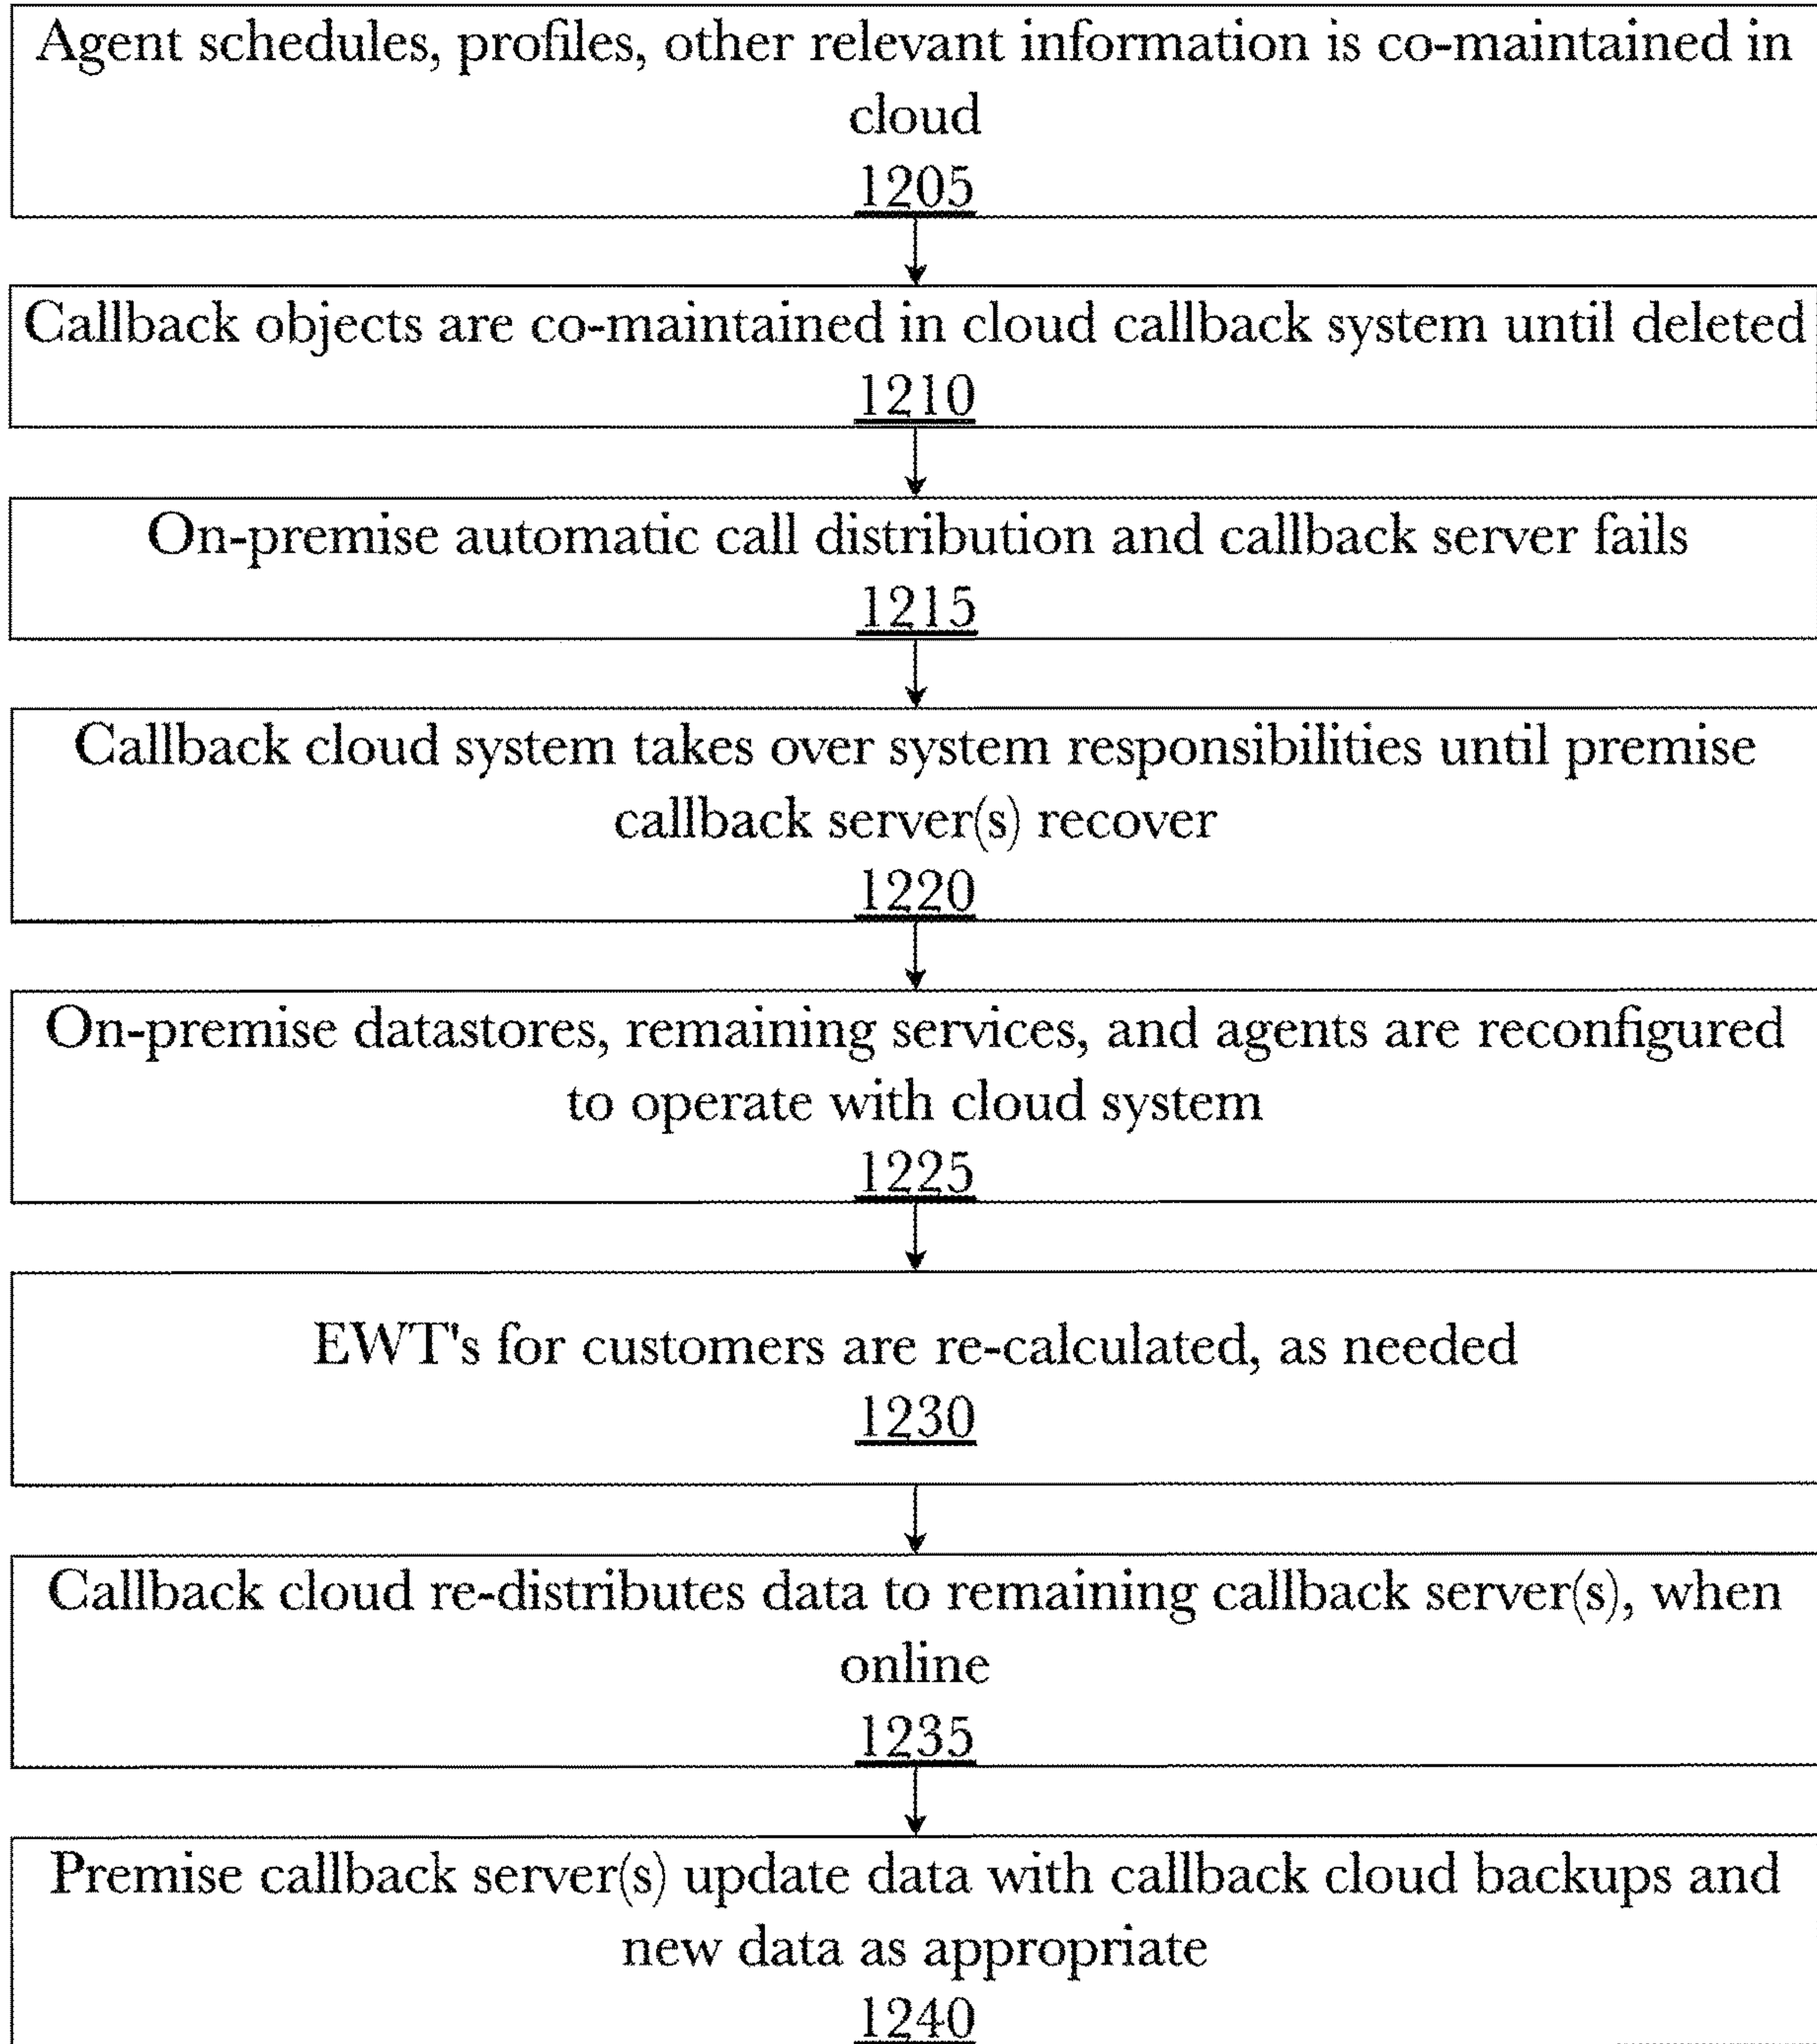 Agent schedules, profiles, other relevant information is co-maintained in
cloud
1205
Callback objects are co-maintained in cloud callback system until deleted
1210
On-premise automatic call distribution and callback server fails
1215
Callback cloud system takes over system responsibilities until premise
callback server(s) recover
1220
On-premise datastores, remaining services, and agents are reconfigured
to operate with cloud system
1225
EWT's for customers are re-calculated, as needed
1230
Callback cloud re-distributes data to remaining callback server(s), when
online
1235
Premise callback server(s) update data with callback cloud backups and
new data as appropriate
1240